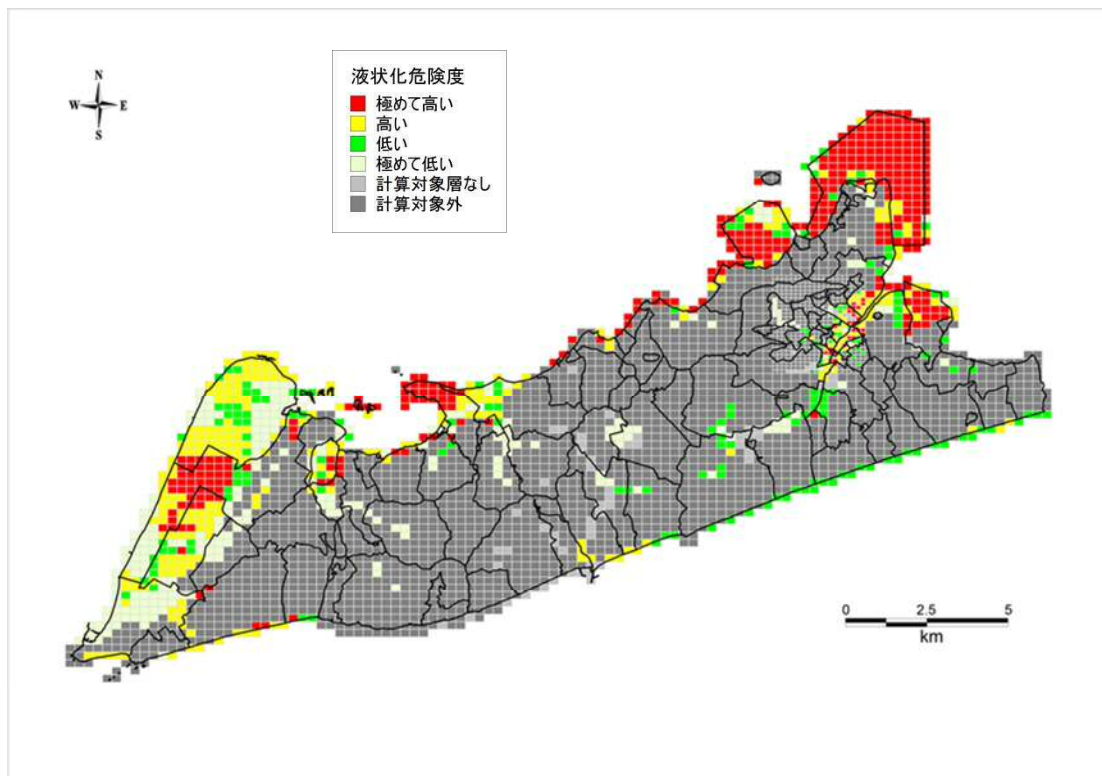 N
W E
S
液状化危険度
極めて高い
高い
低い
極めて低い
計算対象層なし
計算対象外
0 2.5 5
km